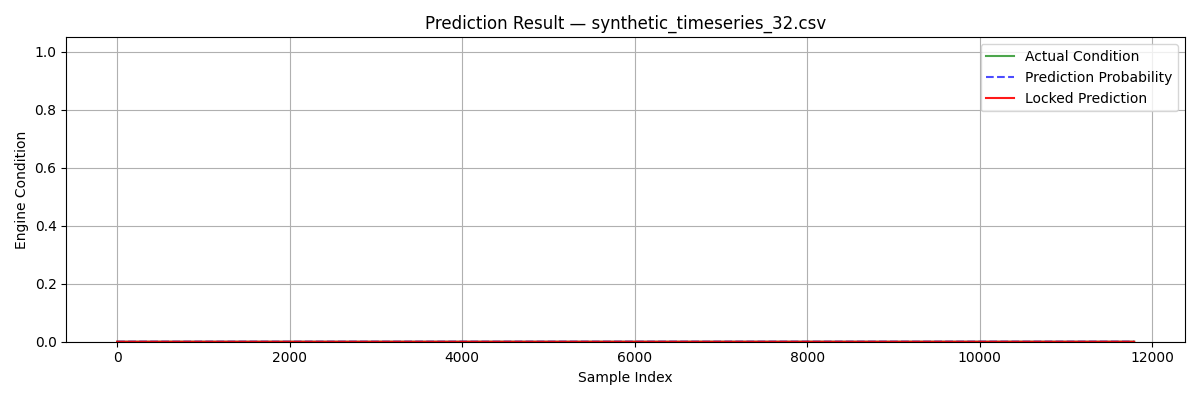 Prediction Result — synthetic_timeseries_32.csv
1.0
0.8
0.6
0.4
0.2
0.0
Engine Condition
Actual Condition
Prediction Probability
Locked Prediction
0 2000 4000 6000 8000 10000 12000
Sample Index